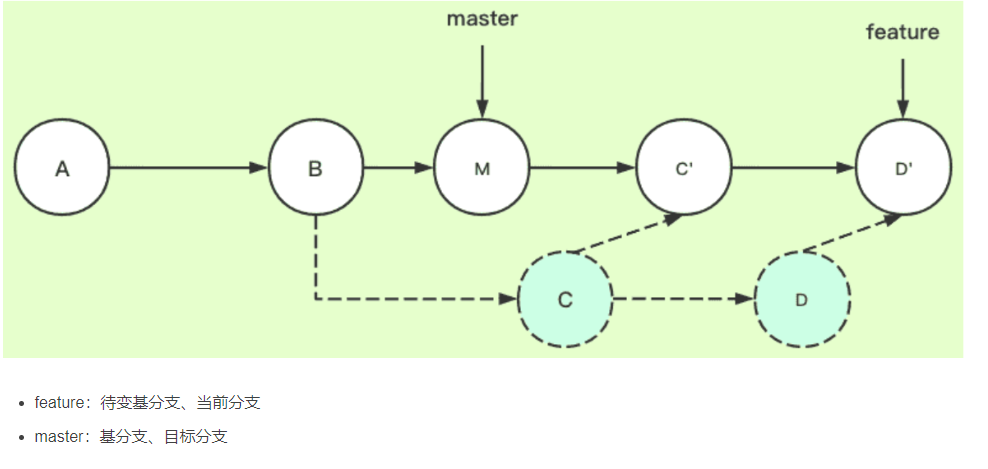 master
feature
A
B
M
C'
D'
C
D
feature：待变基分支、当前分支
master：基分支、目标分支